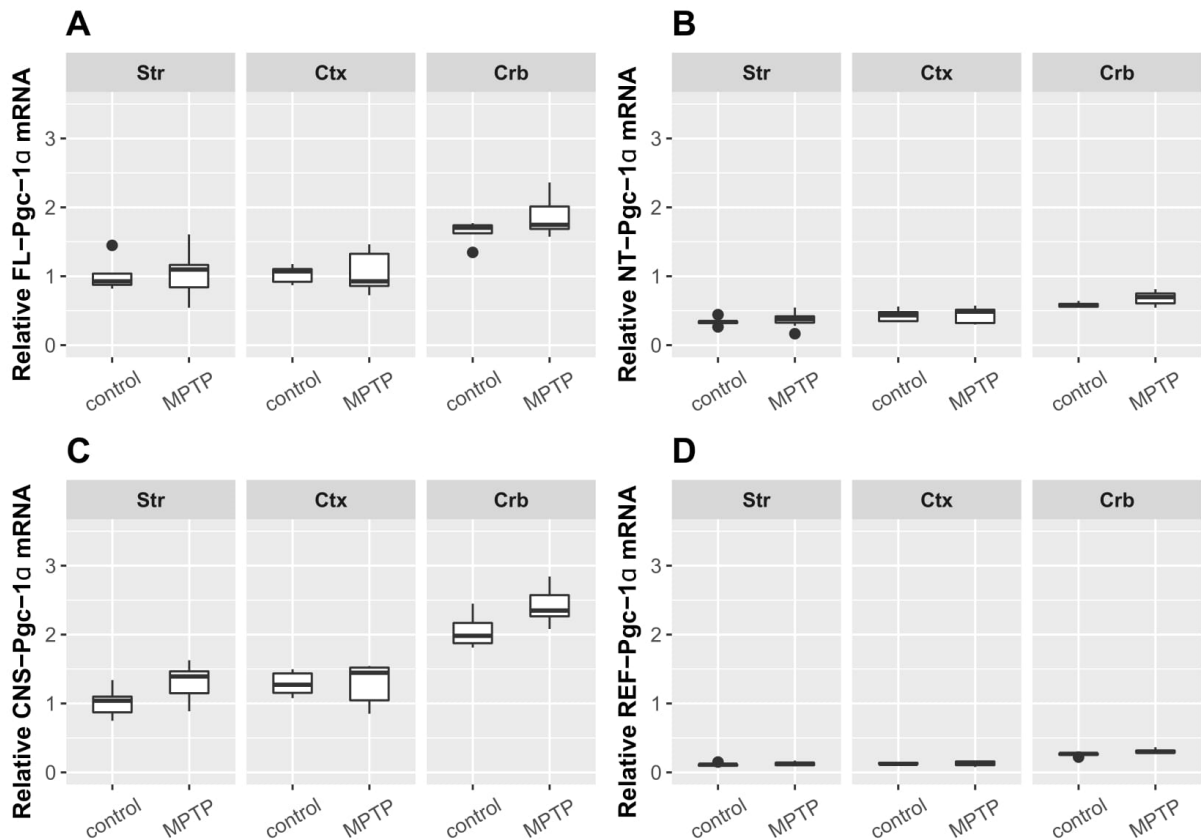 A
Relative FL−Pgc−1α mRNA
Str
Ctx
Crb
3
2
1
0
control
MPTP
control
MPTP
control
MPTP
B
Relative NT−Pgc−1α mRNA
Str
Ctx
Crb
3
2
1
0
control
MPTP
control
MPTP
control
MPTP
C
Relative CNS−Pgc−1α mRNA
Str
Ctx
Crb
3
2
1
0
control
MPTP
control
MPTP
control
MPTP
D
Relative REF−Pgc−1α mRNA
Str
Ctx
Crb
3
2
1
0
control
MPTP
control
MPTP
control
MPTP